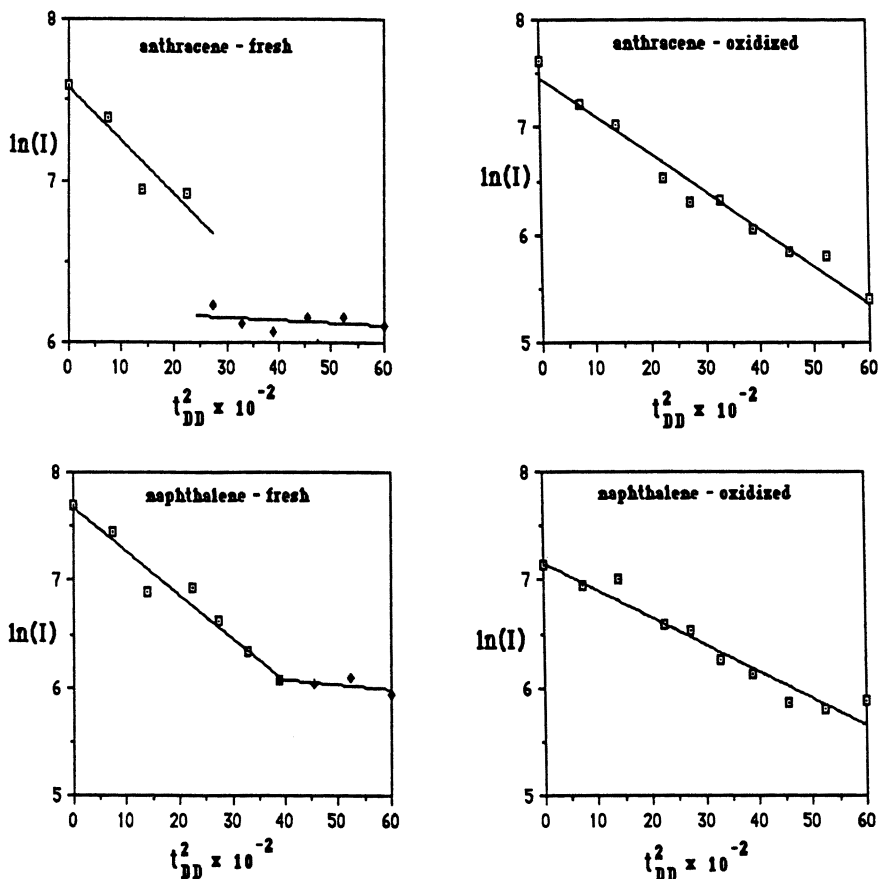 anthracene - fresh
8
7
6
ln(I)
0 10 20 30 40 50 60
t²DD x 10⁻²
anthracene - oxidized
8
7
6
5
ln(I)
0 10 20 30 40 50 60
t²DD x 10⁻²
naphthalene - fresh
8
7
6
5
ln(I)
0 10 20 30 40 50 60
t²DD x 10⁻²
naphthalene - oxidized
8
7
6
5
ln(I)
0 10 20 30 40 50 60
t²DD x 10⁻²